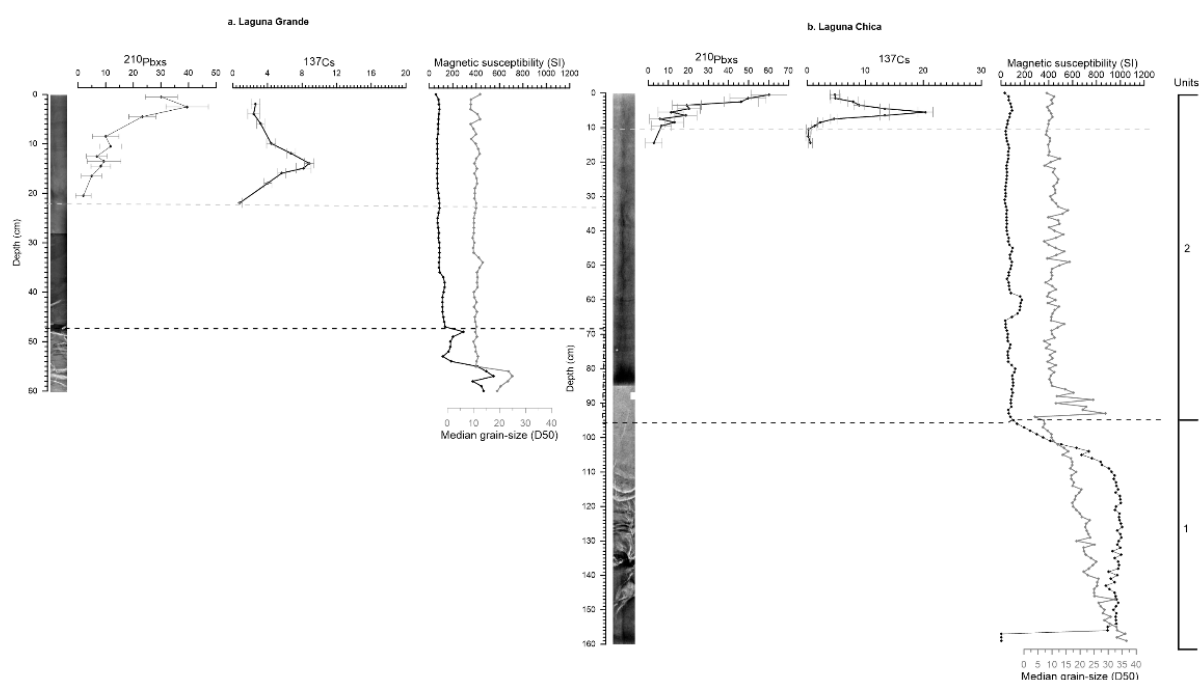 a. Laguna Grande
210Pbxs
0 10 20 30 40 50
137Cs
0 4 8 12 16 20
Magnetic susceptibility (SI)
0 200 400 600 800 1000 1200
Depth (cm)
0
10
20
30
40
50
60
0 10 20 30 40
Median grain-size (D50)
b. Laguna Chica
210Pbxs
0 10 20 30 40 50 60 70
137Cs
0 10 20 30
Magnetic susceptibility (SI)
0 200 400 600 800 1000 1200
Units
Depth (cm)
0
10
20
30
40
50
60
70
80
90
100
110
120
130
140
150
160
2
1
0 5 10 15 20 25 30 35 40
Median grain-size (D50)